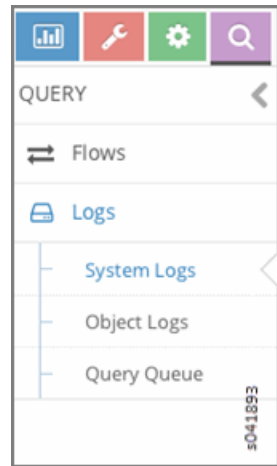 QUERY
Flows
Logs
System Logs
Object Logs
Query Queue
s041893